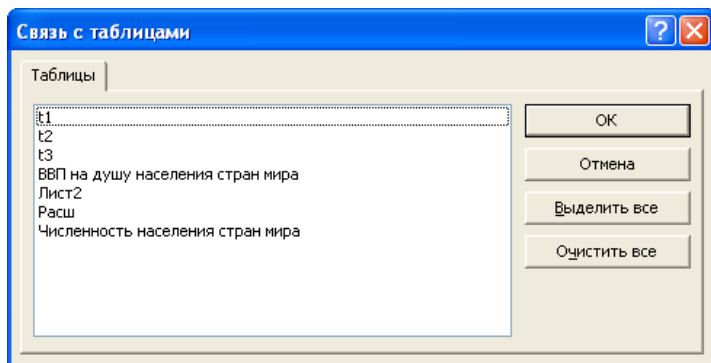 Связь с таблицами
Таблицы
t1
t2
t3
ВВП на душу населения стран мира
Лист2
Расш
Численность населения стран мира
ОК
Отмена
Выделить все
Очистить все